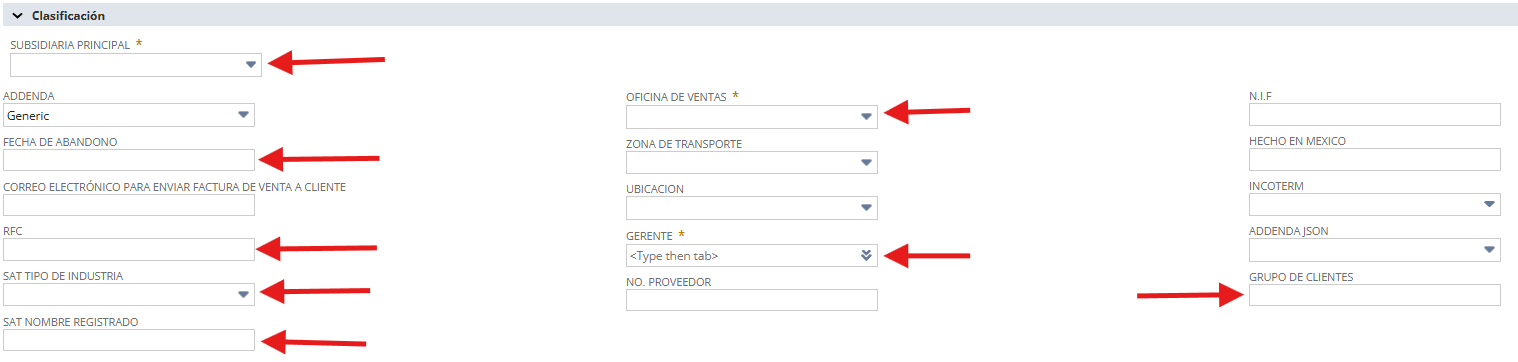 Clasificación
SUBSIDIARIA PRINCIPAL *
ADDENDA
Generic
FECHA DE ABANDONO
CORREO ELECTRÓNICO PARA ENVIAR FACTURA DE VENTA A CLIENTE
RFC
SAT TIPO DE INDUSTRIA
SAT NOMBRE REGISTRADO
OFICINA DE VENTAS *
ZONA DE TRANSPORTE
UBICACION
GERENTE *
<Type then tab>
NO. PROVEEDOR
N.I.F
HECHO EN MEXICO
INCOTERM
ADDENDA JSON
GRUPO DE CLIENTES